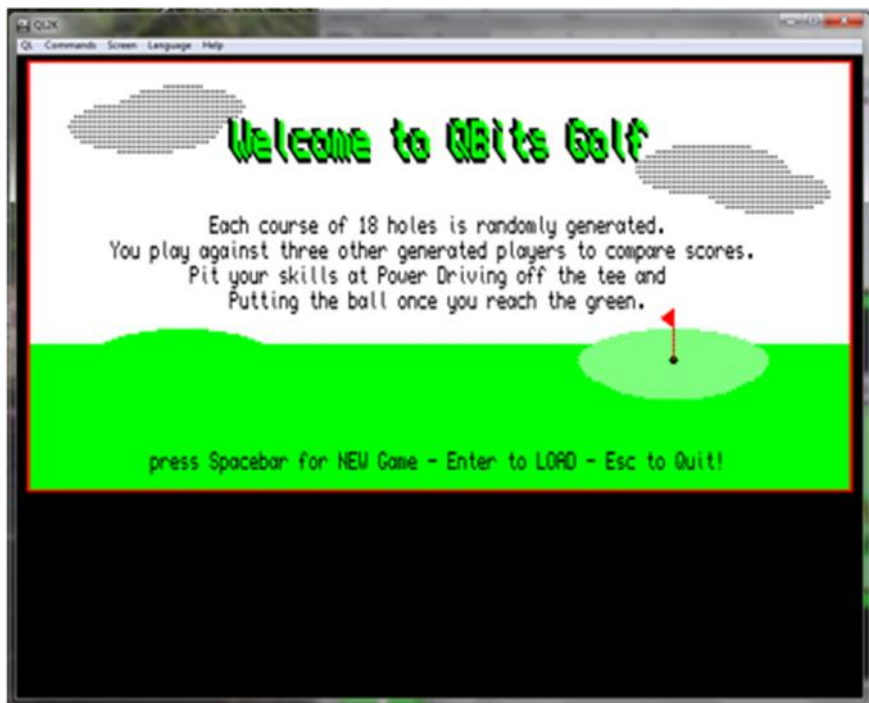 QL2K
QL Commands Screen Language Help
Welcome to QBits Golf
Each course of 18 holes is randomly generated.
You play against three other generated players to compare scores.
Pit your skills at Power Driving off the tee and
Putting the ball once you reach the green.
press Spacebar for NEW Game - Enter to LOAD - Esc to Quit!